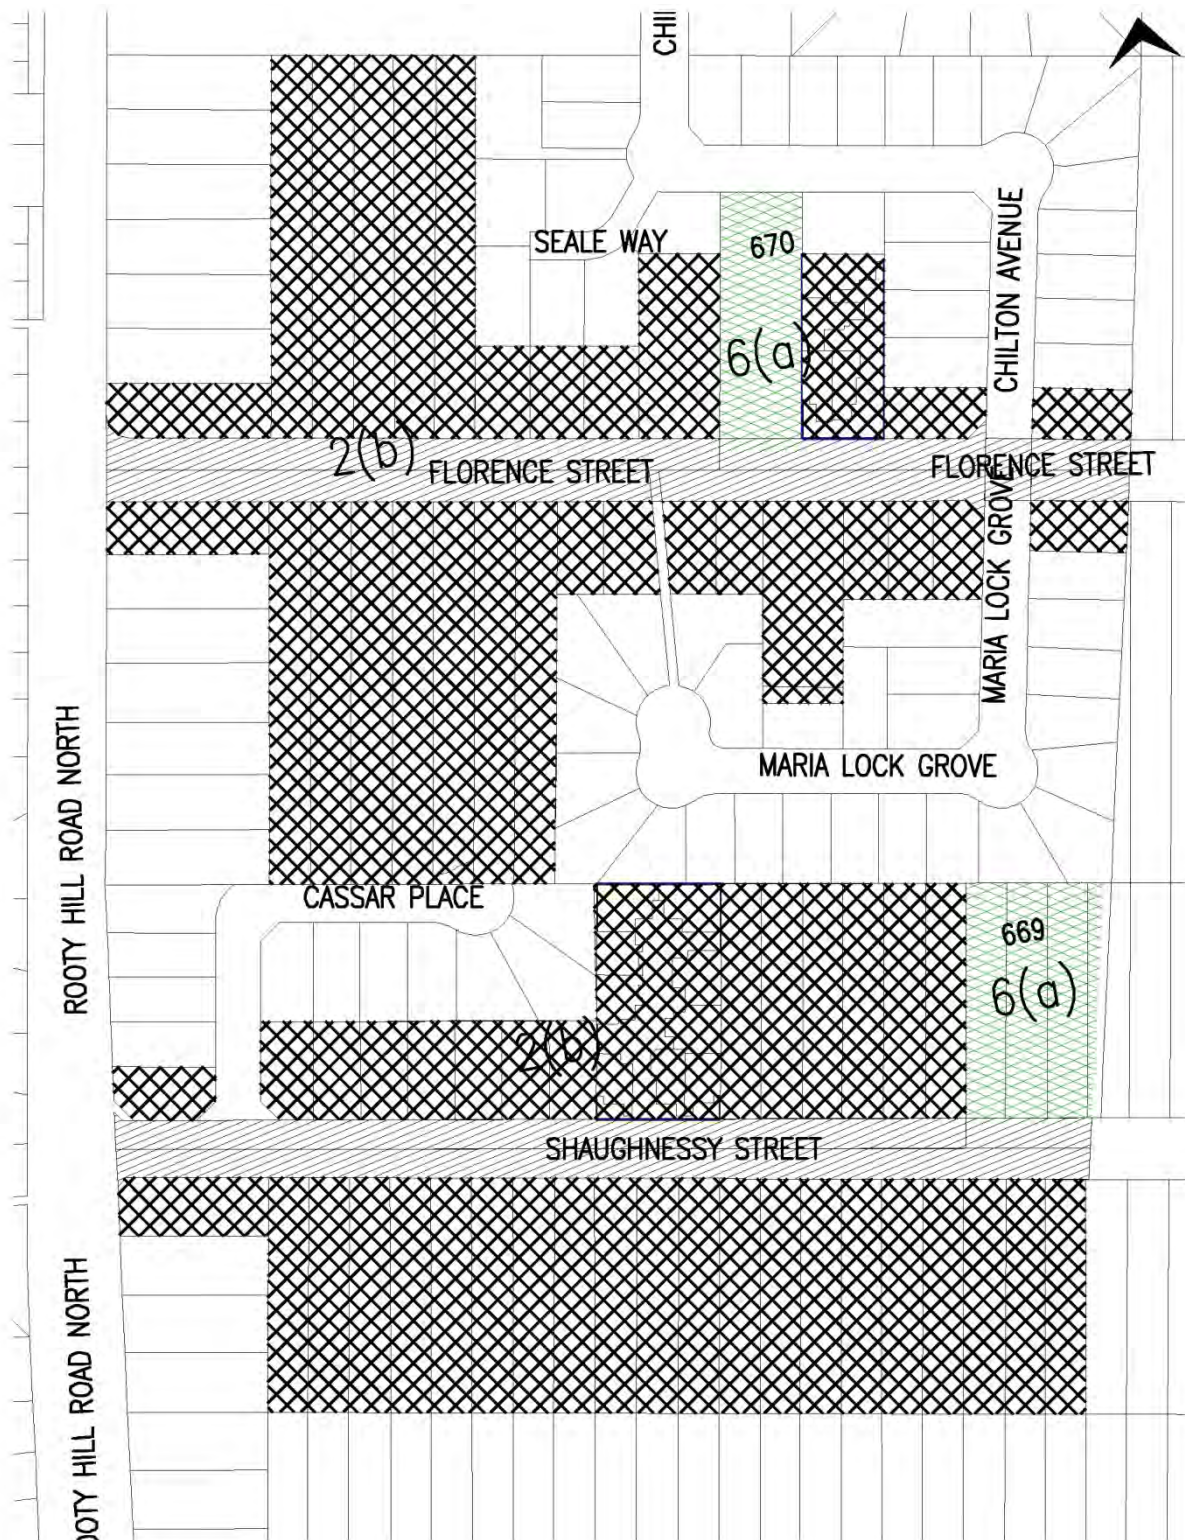 CHI
SEALE WAY
670
6(a)
CHILTON AVENUE
2(b)
FLORENCE STREET
FLORENCE STREET
MARIA LOCK GROVE
MARIA LOCK GROVE
ROOTY HILL ROAD NORTH
CASSAR PLACE
669
6(a)
2(b)
SHAUGHNESSY STREET
ROOTY HILL ROAD NORTH